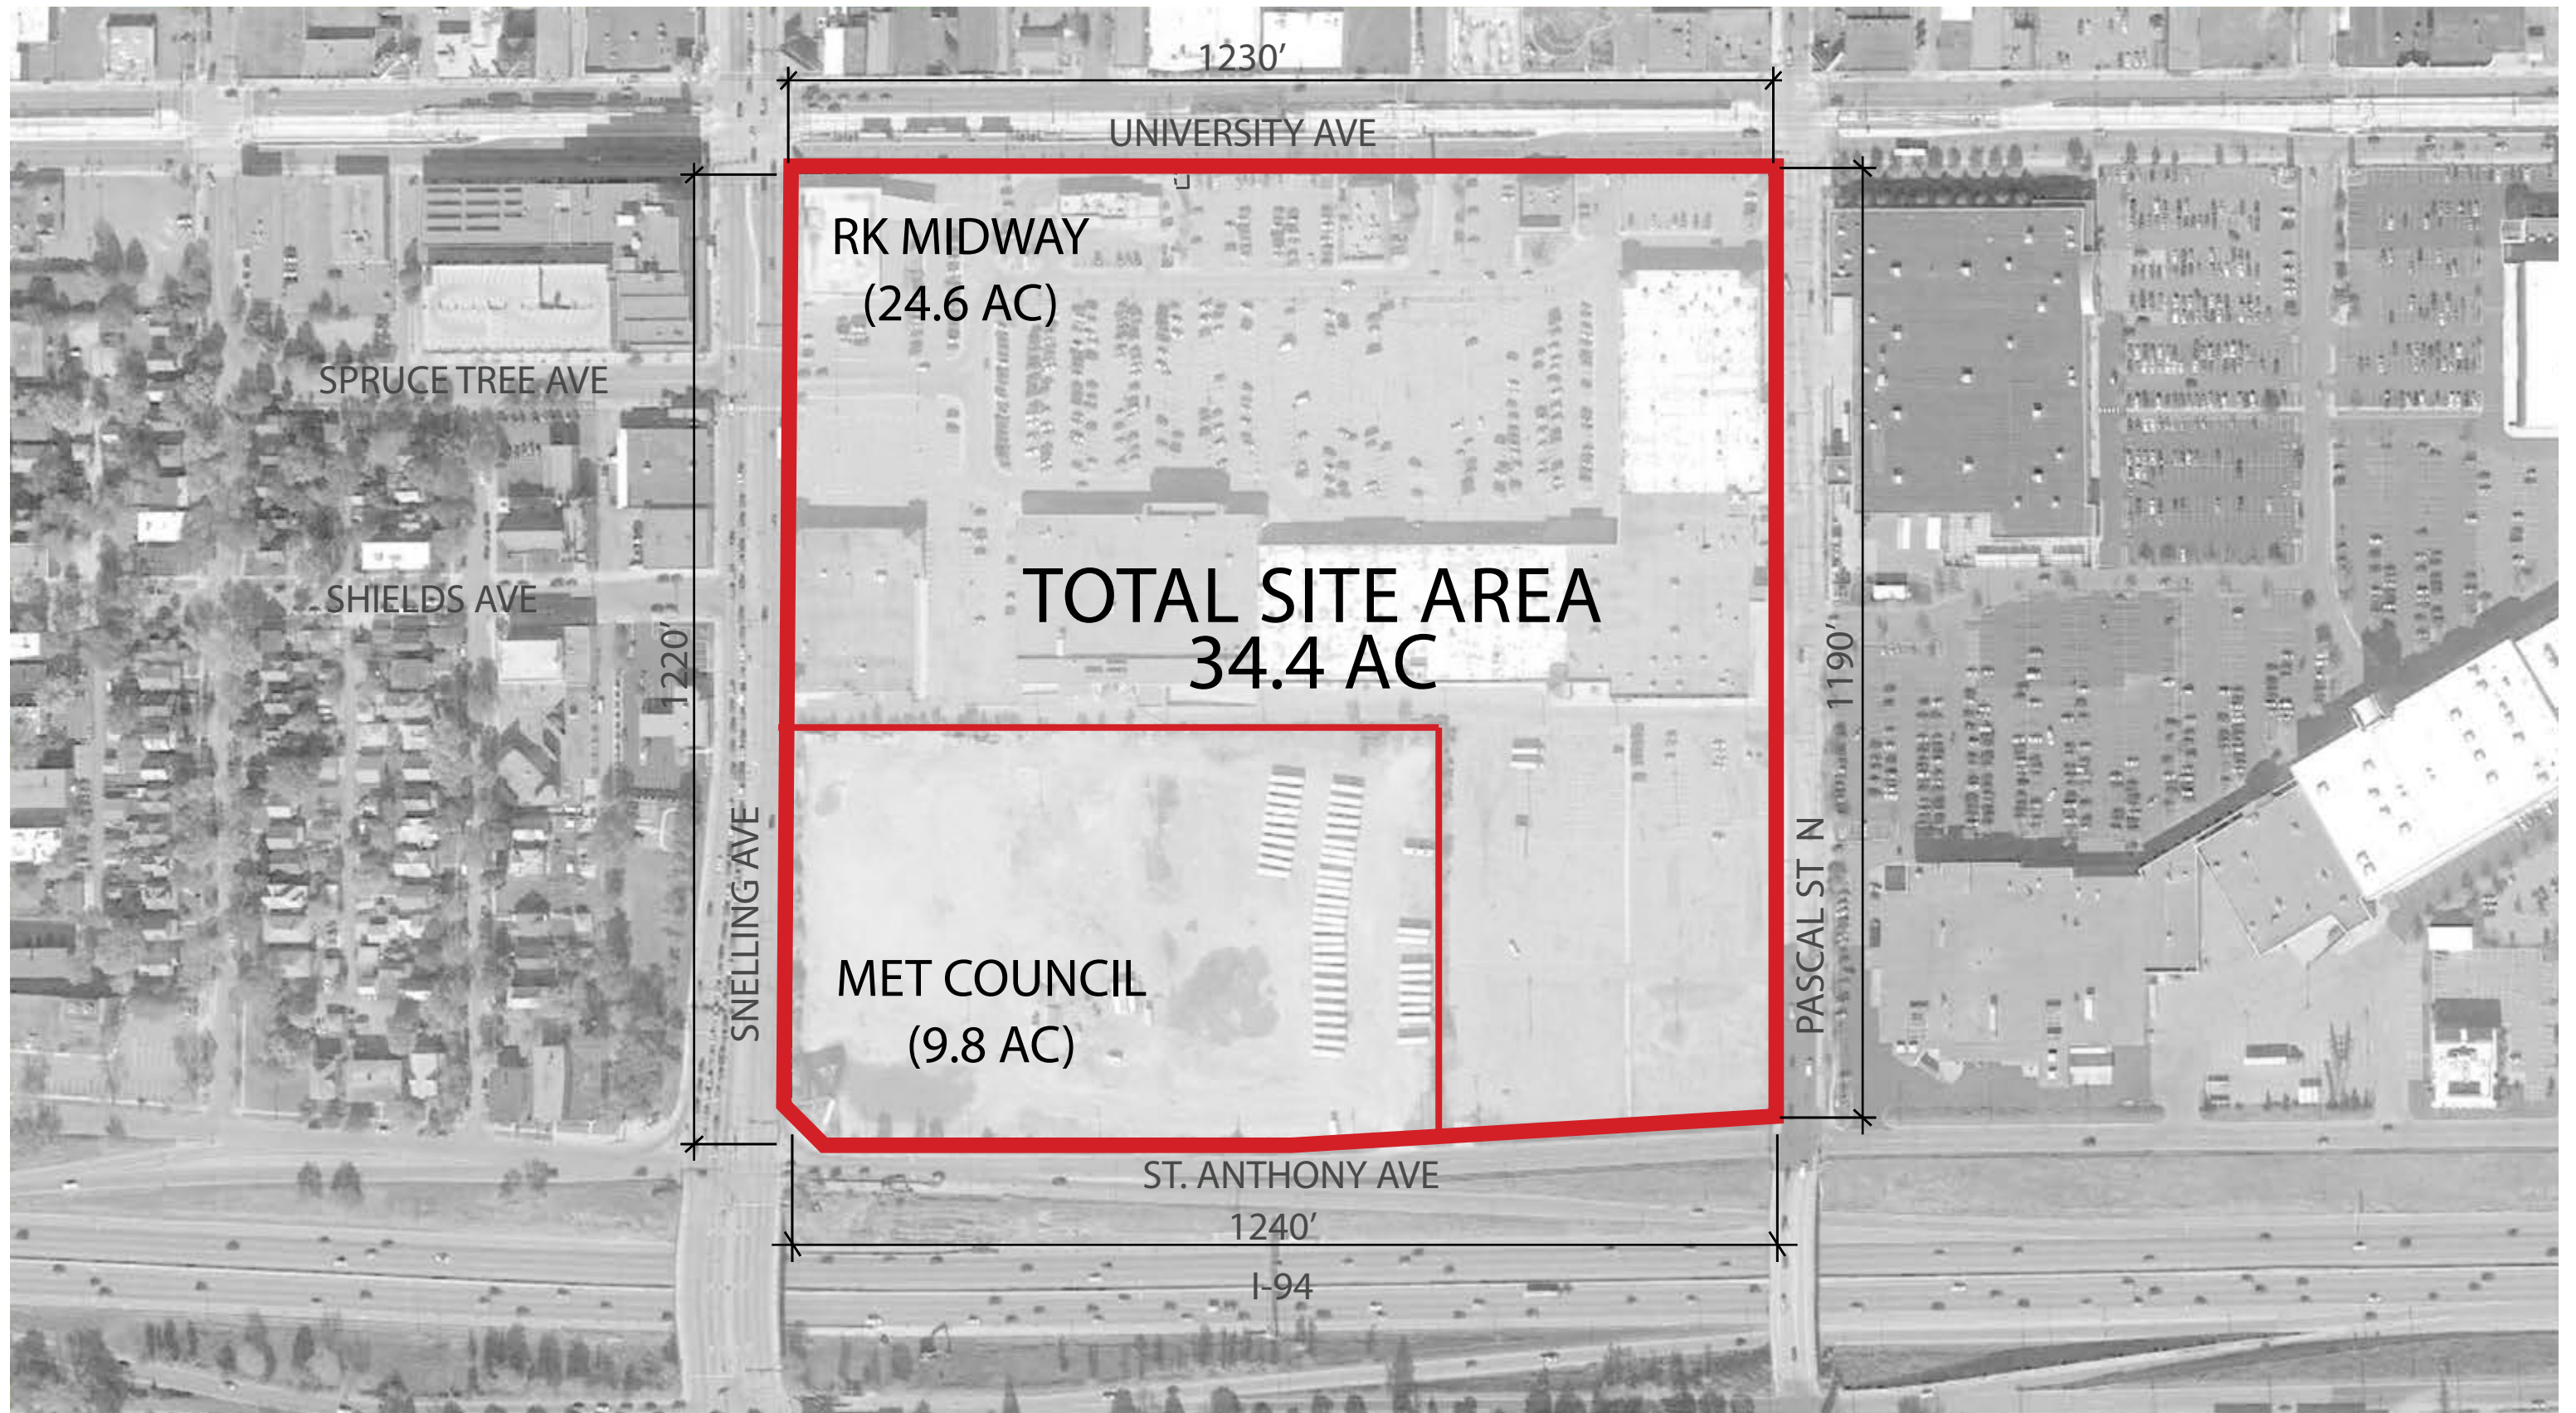 1230’
UNIVERSITY AVE
RK MIDWAY
(24.6 AC)
SPRUCE TREE AVE
TOTAL SITE AREA
34.4 AC
SHIELDS AVE
1220’
1190’
SNELLING AVE
PASCAL ST  N
MET COUNCIL
(9.8 AC)
ST. ANTHONY AVE
1240’
I-94